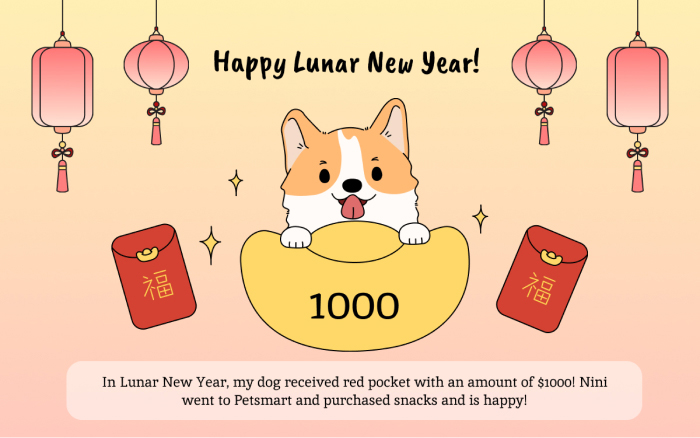 Happy Lunar New Year!
福
福
1000
In Lunar New Year, my dog received red pocket with an amount of $1000! Nini
went to Petsmart and purchased snacks and is happy!